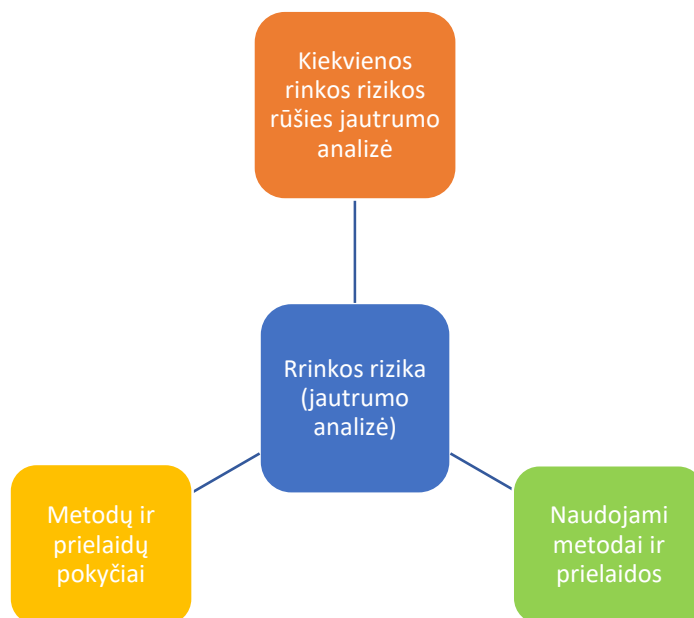 Kiekvienos
rinkos rizikos
rūšies jautrumo
analizė
Rrinkos rizika
(jautrumo
analizė)
Metodų ir
prielaidų
pokyčiai
Naudojami
metodai ir
prielaidos